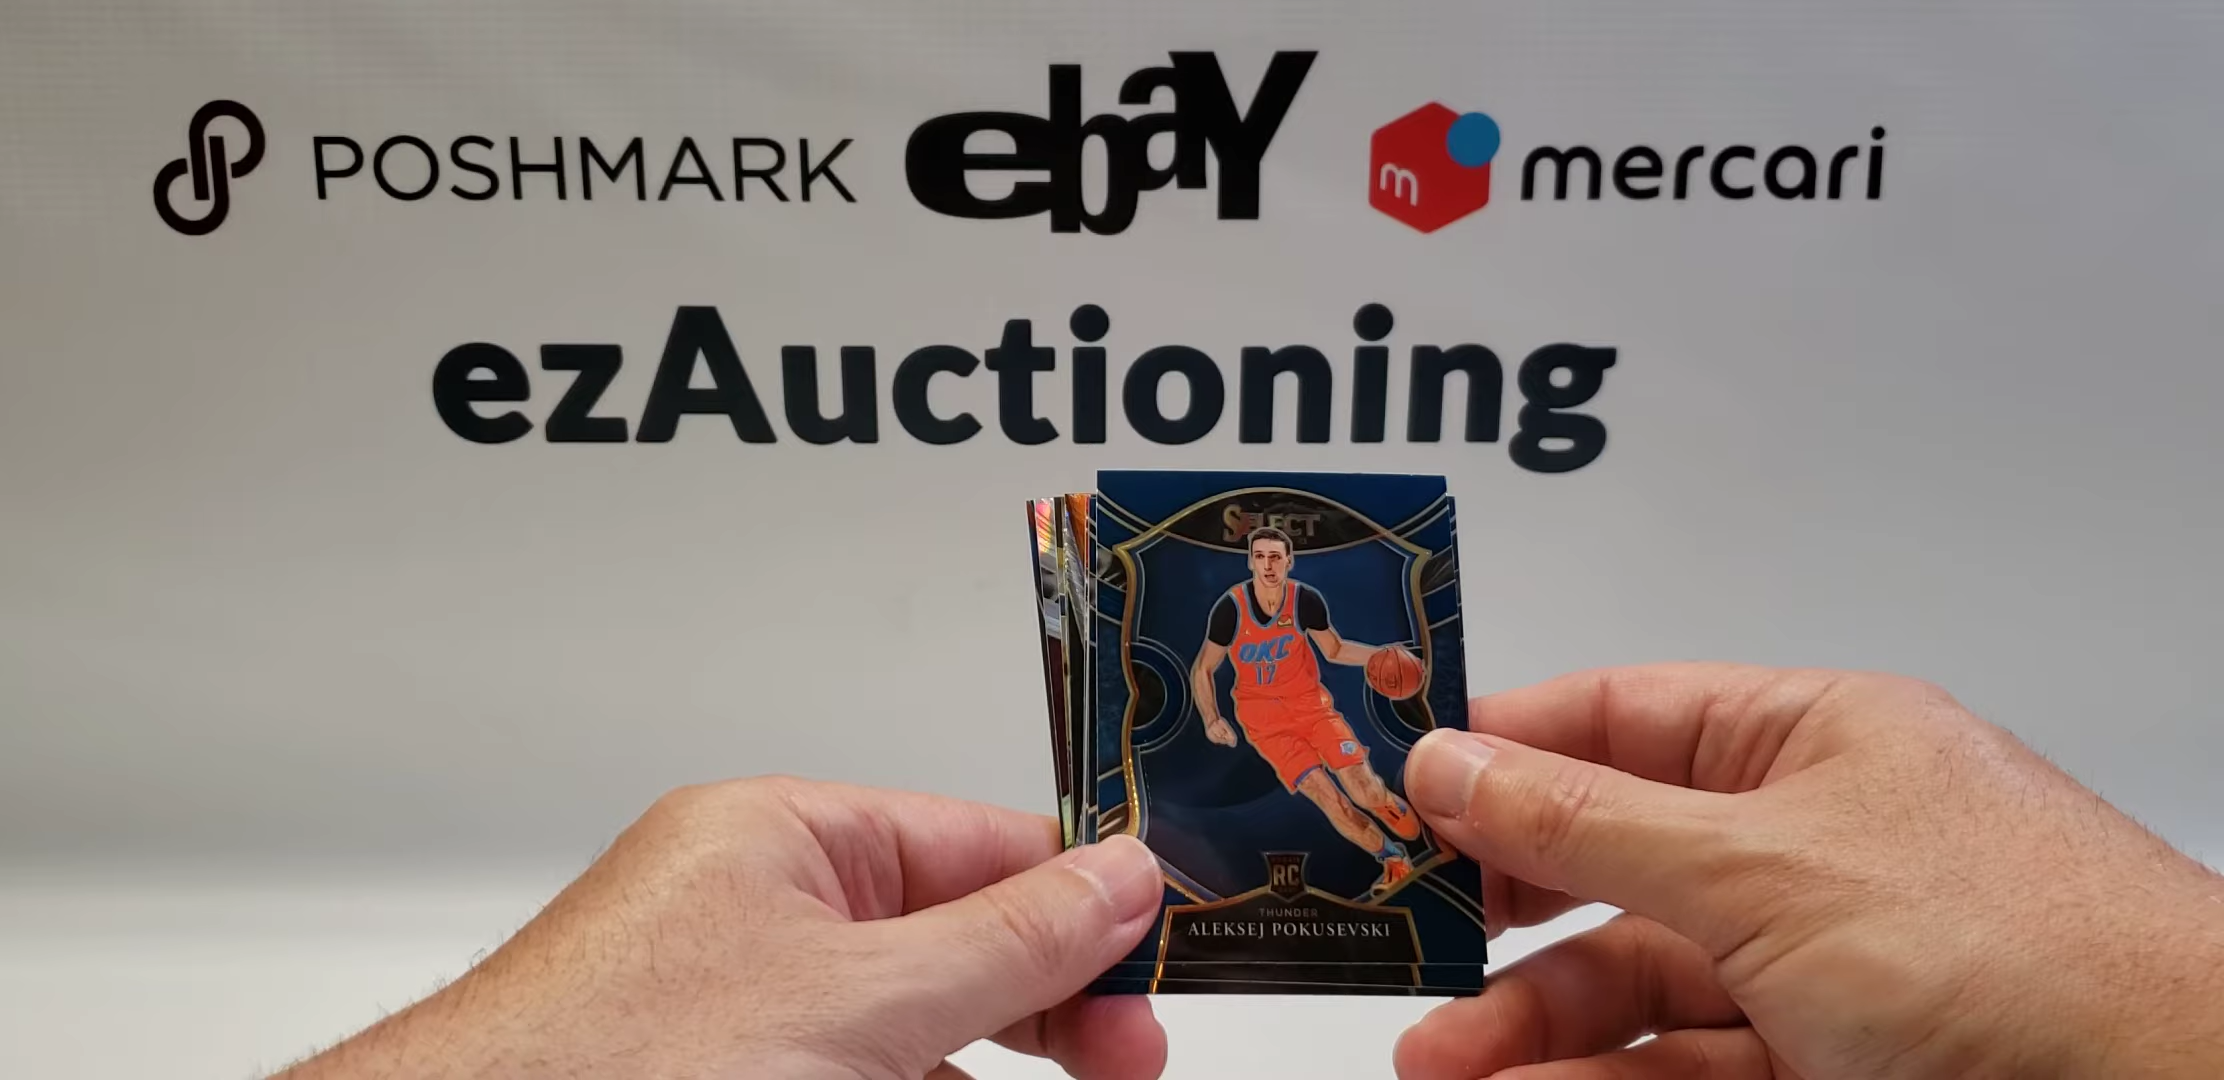 POSHMARK ebaY m mercari
ezAuctioning
SELECT
OKC
17
RC
THUNDER
ALEKSEJ POKUSEVSKI